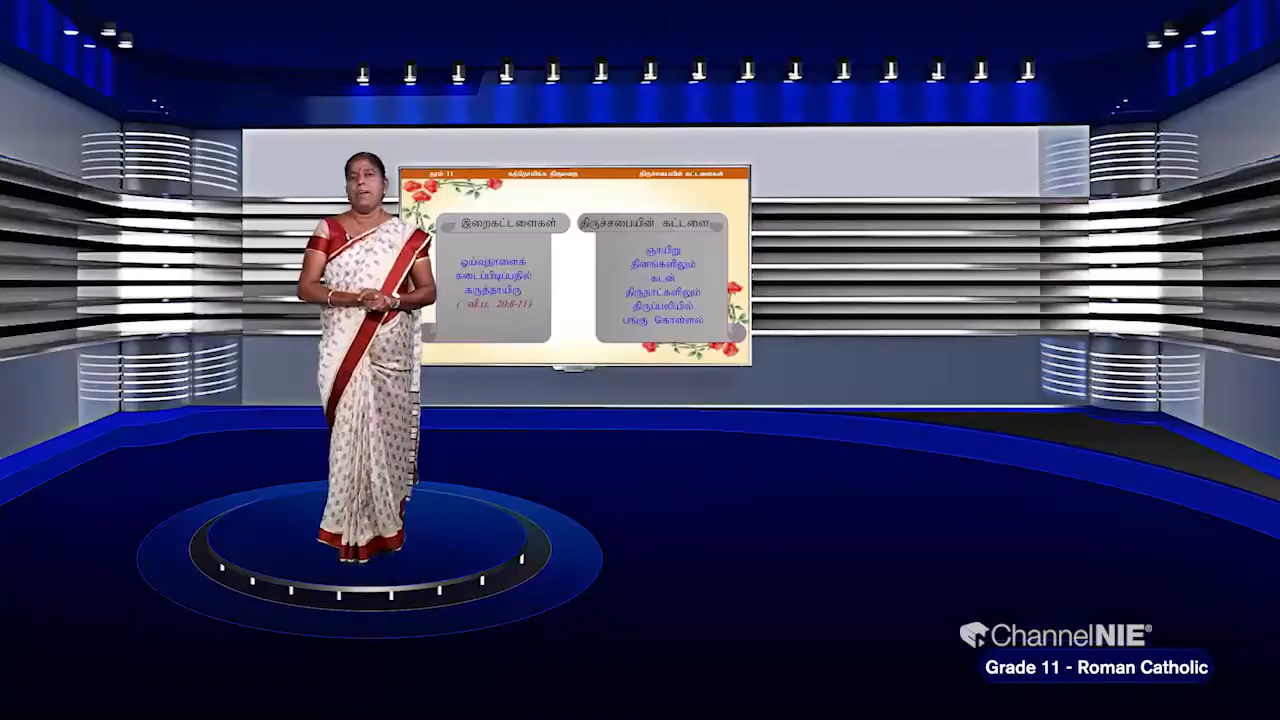 தரம் 11 கத்தோலிக்க திருமறை திருச்சபையின் கட்டளைகள்
இறைகட்டளைகள்
ஓய்வுநாளைக்
கடைப்பிடிப்பதில்
கருத்தாயிரு
( வி.ப. 20:8-11)
திருச்சபையின் கட்டளை
ஞாயிறு
தினங்களிலும்
கடன்
திருநாட்களிலும்
திருப்பலியில்
பங்கு கொள்ளல்
ChannelNIE®
Grade 11 - Roman Catholic